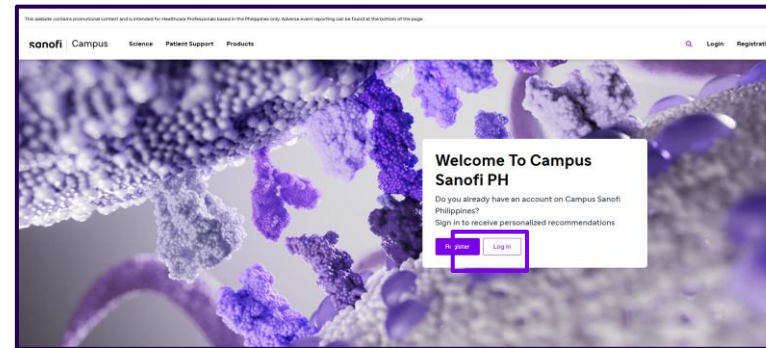 This website contains promotional content and is intended for Healthcare Professionals based in the Philippines only. Adverse event reporting can be found at the bottom of the page.
sanofi Campus Science Patient Support Products Login
Welcome To Campus
Sanofi PH
Do you already have an account on Campus Sanofi
Philippines?
Sign in to receive personalized recommendations
Register Log In